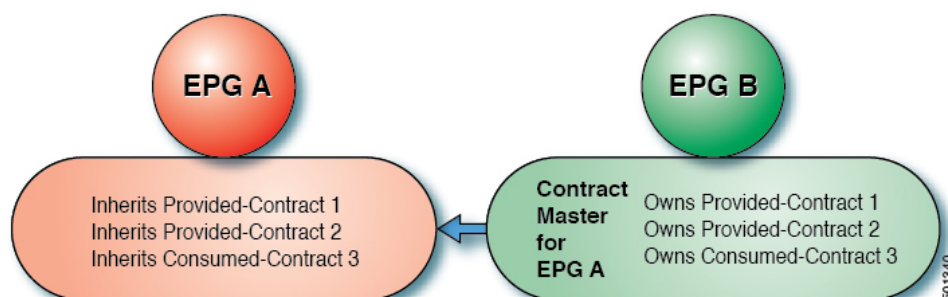 EPG A
EPG B
Inherits Provided-Contract 1
Inherits Provided-Contract 2
Inherits Consumed-Contract 3
Contract
Master
for
EPG A
Owns Provided-Contract 1
Owns Provided-Contract 2
Owns Consumed-Contract 3